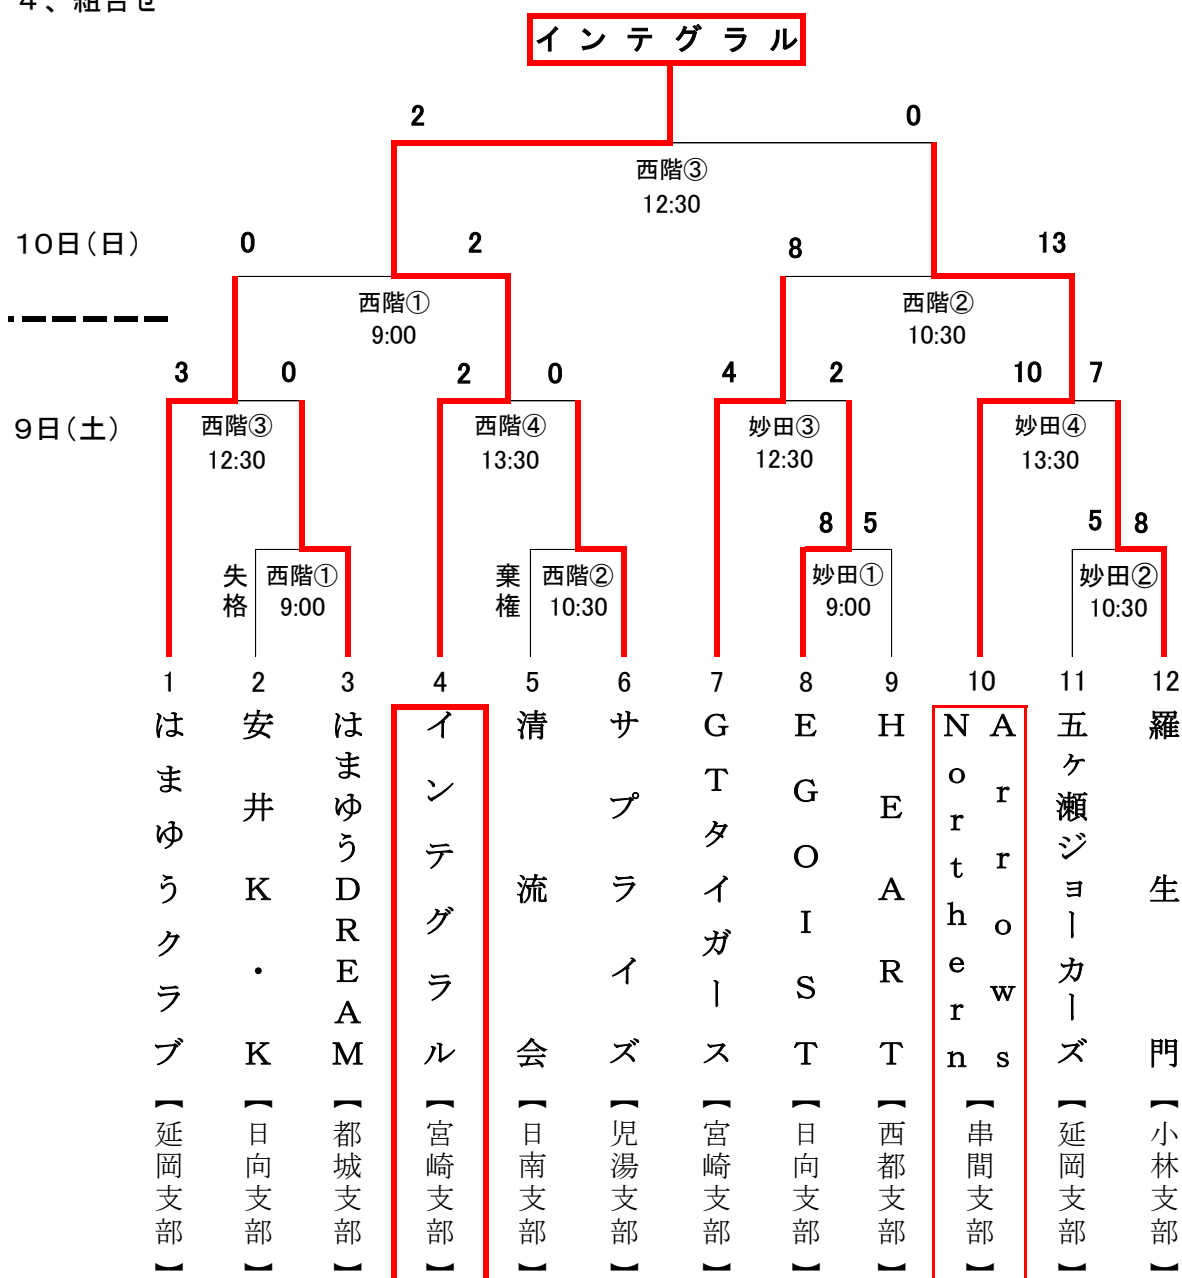 ４、組合せ
インテグラル
2
0
西階③
12:30
10日（日）
0
2
8
13
西階①
9:00
西階②
10:30
3
0
2
0
4
2
10
7
9日（土）
西階③
12:30
西階④
13:30
妙田③
12:30
妙田④
13:30
8
5
5
8
失格
西階①
9:00
棄権
西階②
10:30
妙田①
9:00
妙田②
10:30
1
2
3
4
5
6
7
8
9
10
11
12
はまゆうクラブ
安井K・K
はまゆうDREAM
インテグラル
清流会
サプライズ
GTタイガース
EGOIST
HEART
Northern
Arrows
五ヶ瀬ジョーカーズ
羅生門
【延岡支部】
【日向支部】
【都城支部】
【宮崎支部】
【日南支部】
【児湯支部】
【宮崎支部】
【日向支部】
【西都支部】
【串間支部】
【延岡支部】
【小林支部】